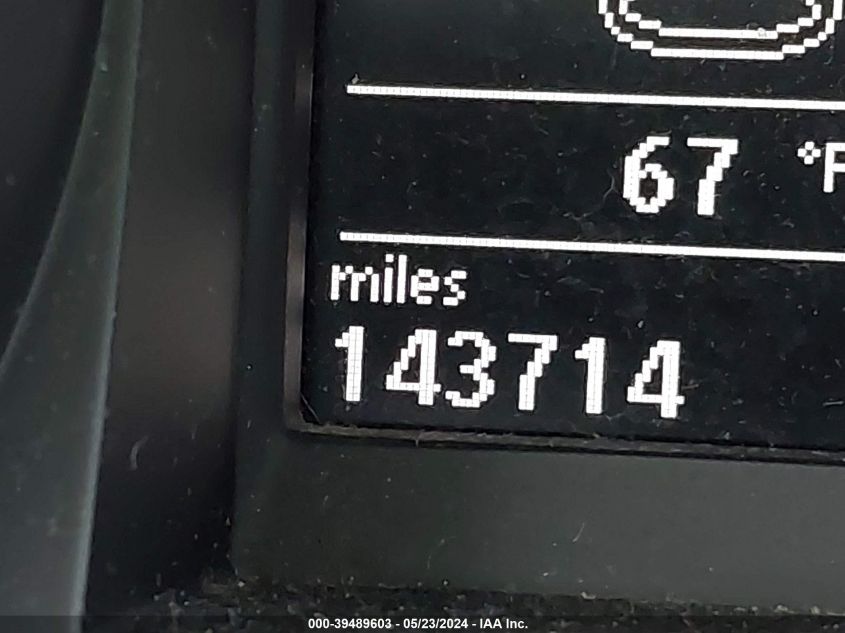 67 °F
miles
143714
000-39489603 - 05/23/2024 - IAA Inc.